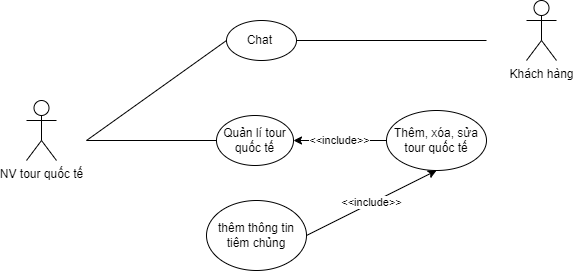 Chat
Khách hàng
NV tour quốc tế
Quản lí tour
quốc tế
<<include>>
Thêm, xóa, sửa
tour quốc tế
<<include>>
thêm thông tin
tiêm chủng